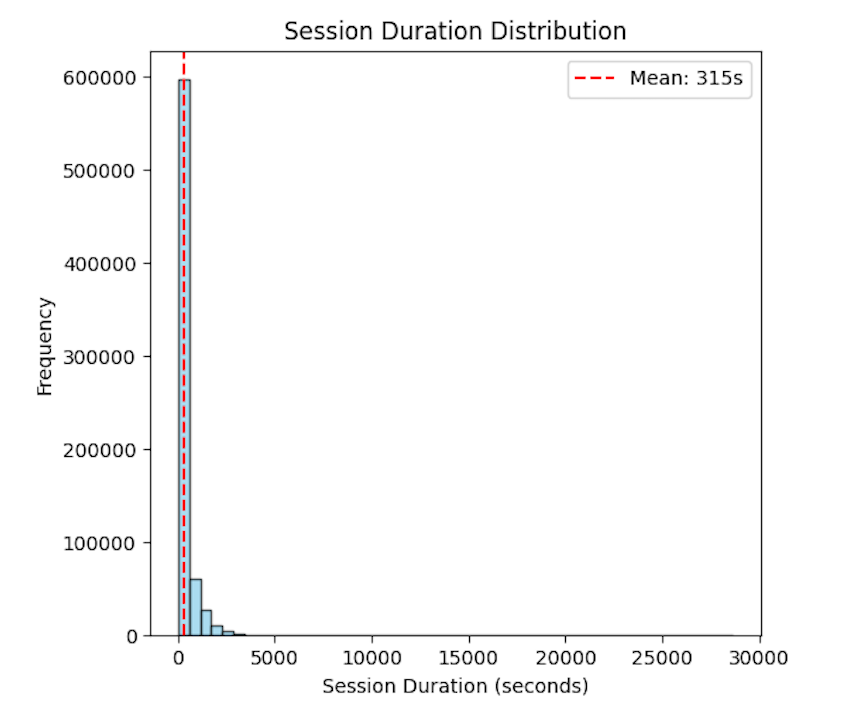 Session Duration Distribution
Mean: 315s
600000
500000
400000
300000
200000
100000
0
Frequency
0 5000 10000 15000 20000 25000 30000
Session Duration (seconds)